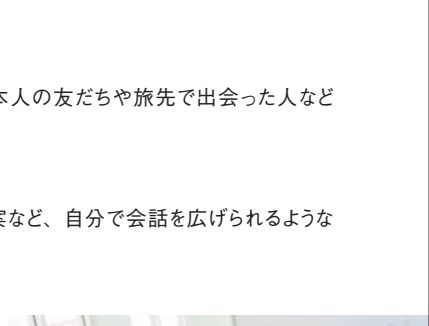 本人の友だちや旅先で出会った人など
など、自分で会話を広げられるような